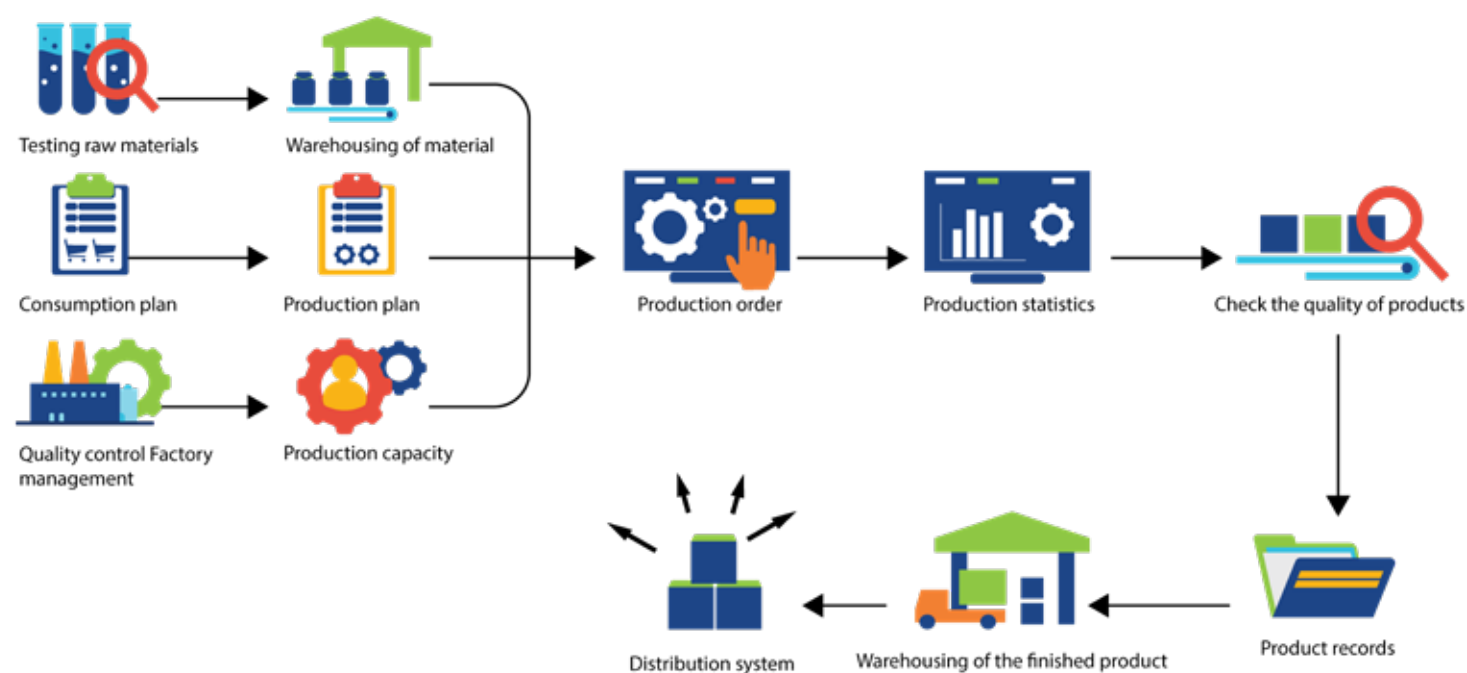 Testing raw materials
Warehousing of material
Consumption plan
Production plan
Production order
Production statistics
Check the quality of products
Quality control Factory
management
Production capacity
Distribution system
Warehousing of the finished product
Product records